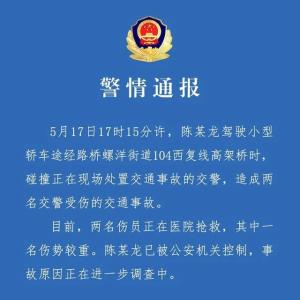 警情通报
5月17日17时15分许，陈某龙驾驶小型
轿车途经路桥螺洋街道104西复线高架桥时，
碰撞正在现场处置交通事故的交警，造成两
名交警受伤的交通事故。
目前，两名伤员正在医院抢救，其中一
名伤势较重。陈某龙已被公安机关控制，事
故原因正在进一步调查中。